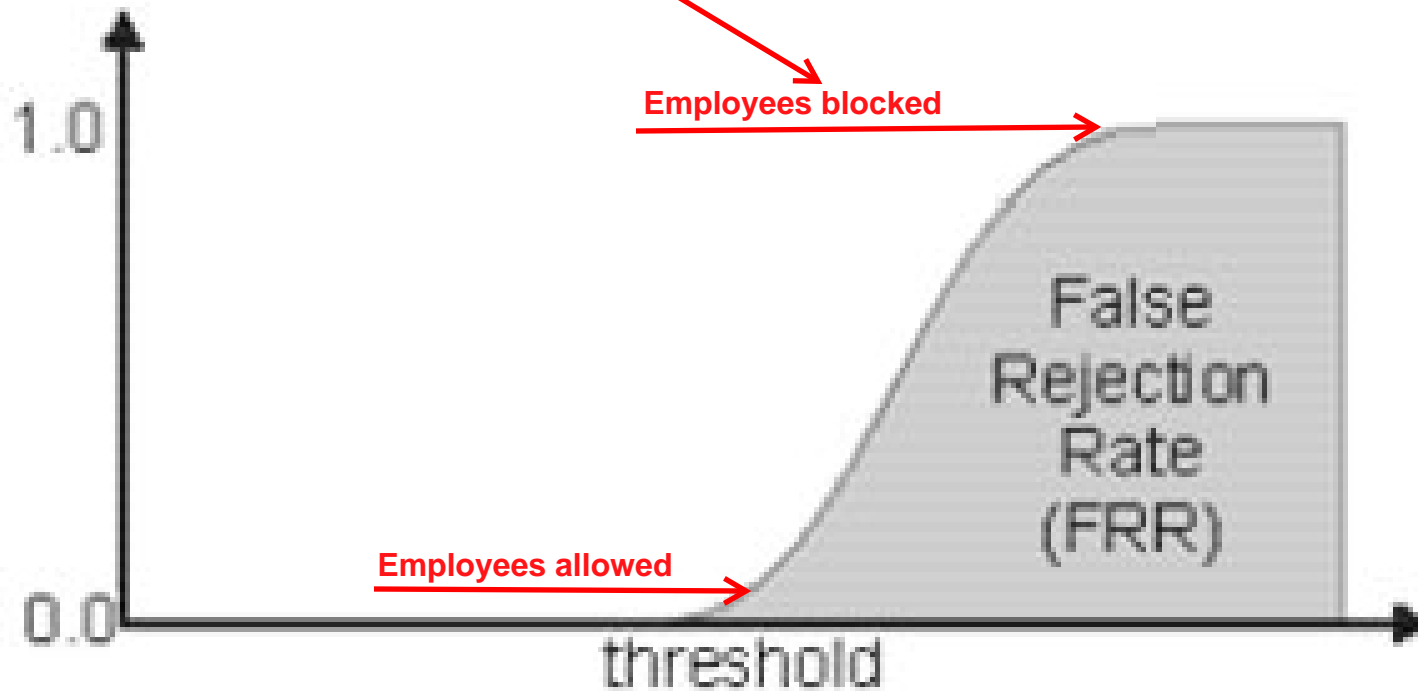 Employees blocked
1.0
False
Rejection
Rate
(FRR)
Employees allowed
0.0
threshold